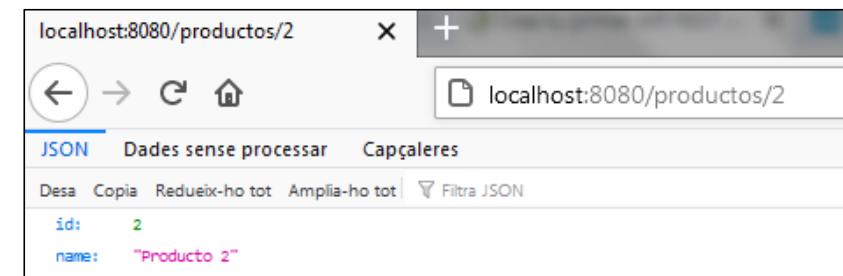 localhost:8080/productos/2
localhost:8080/productos/2
JSON Dades sense processar Capçaleres
Desa Copia Redueix-ho tot Amplia-ho tot Filtra JSON
id: 2
name: "Producto 2"